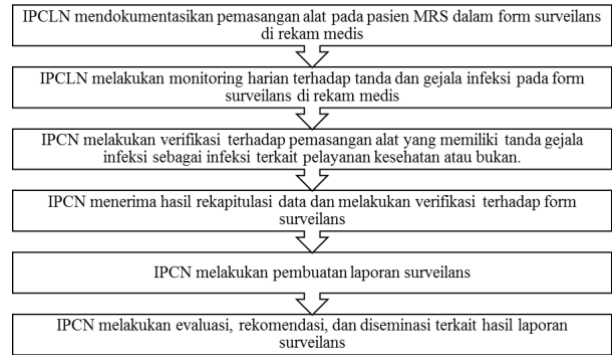 IPCLN mendokumentasikan pemasangan alat pada pasien MRS dalam form surveilans
di rekam medis
IPCLN melakukan monitoring harian terhadap tanda dan gejala infeksi pada form
surveilans di rekam medis
IPCN melakukan verifikasi terhadap pemasangan alat yang memiliki tanda gejala
infeksi sebagai infeksi terkait pelayanan kesehatan atau bukan.
IPCN menerima hasil rekapitulasi data dan melakukan verifikasi terhadap form
surveilans
IPCN melakukan pembuatan laporan surveilans
IPCN melakukan evaluasi, rekomendasi, dan diseminasi terkait hasil laporan
surveilans